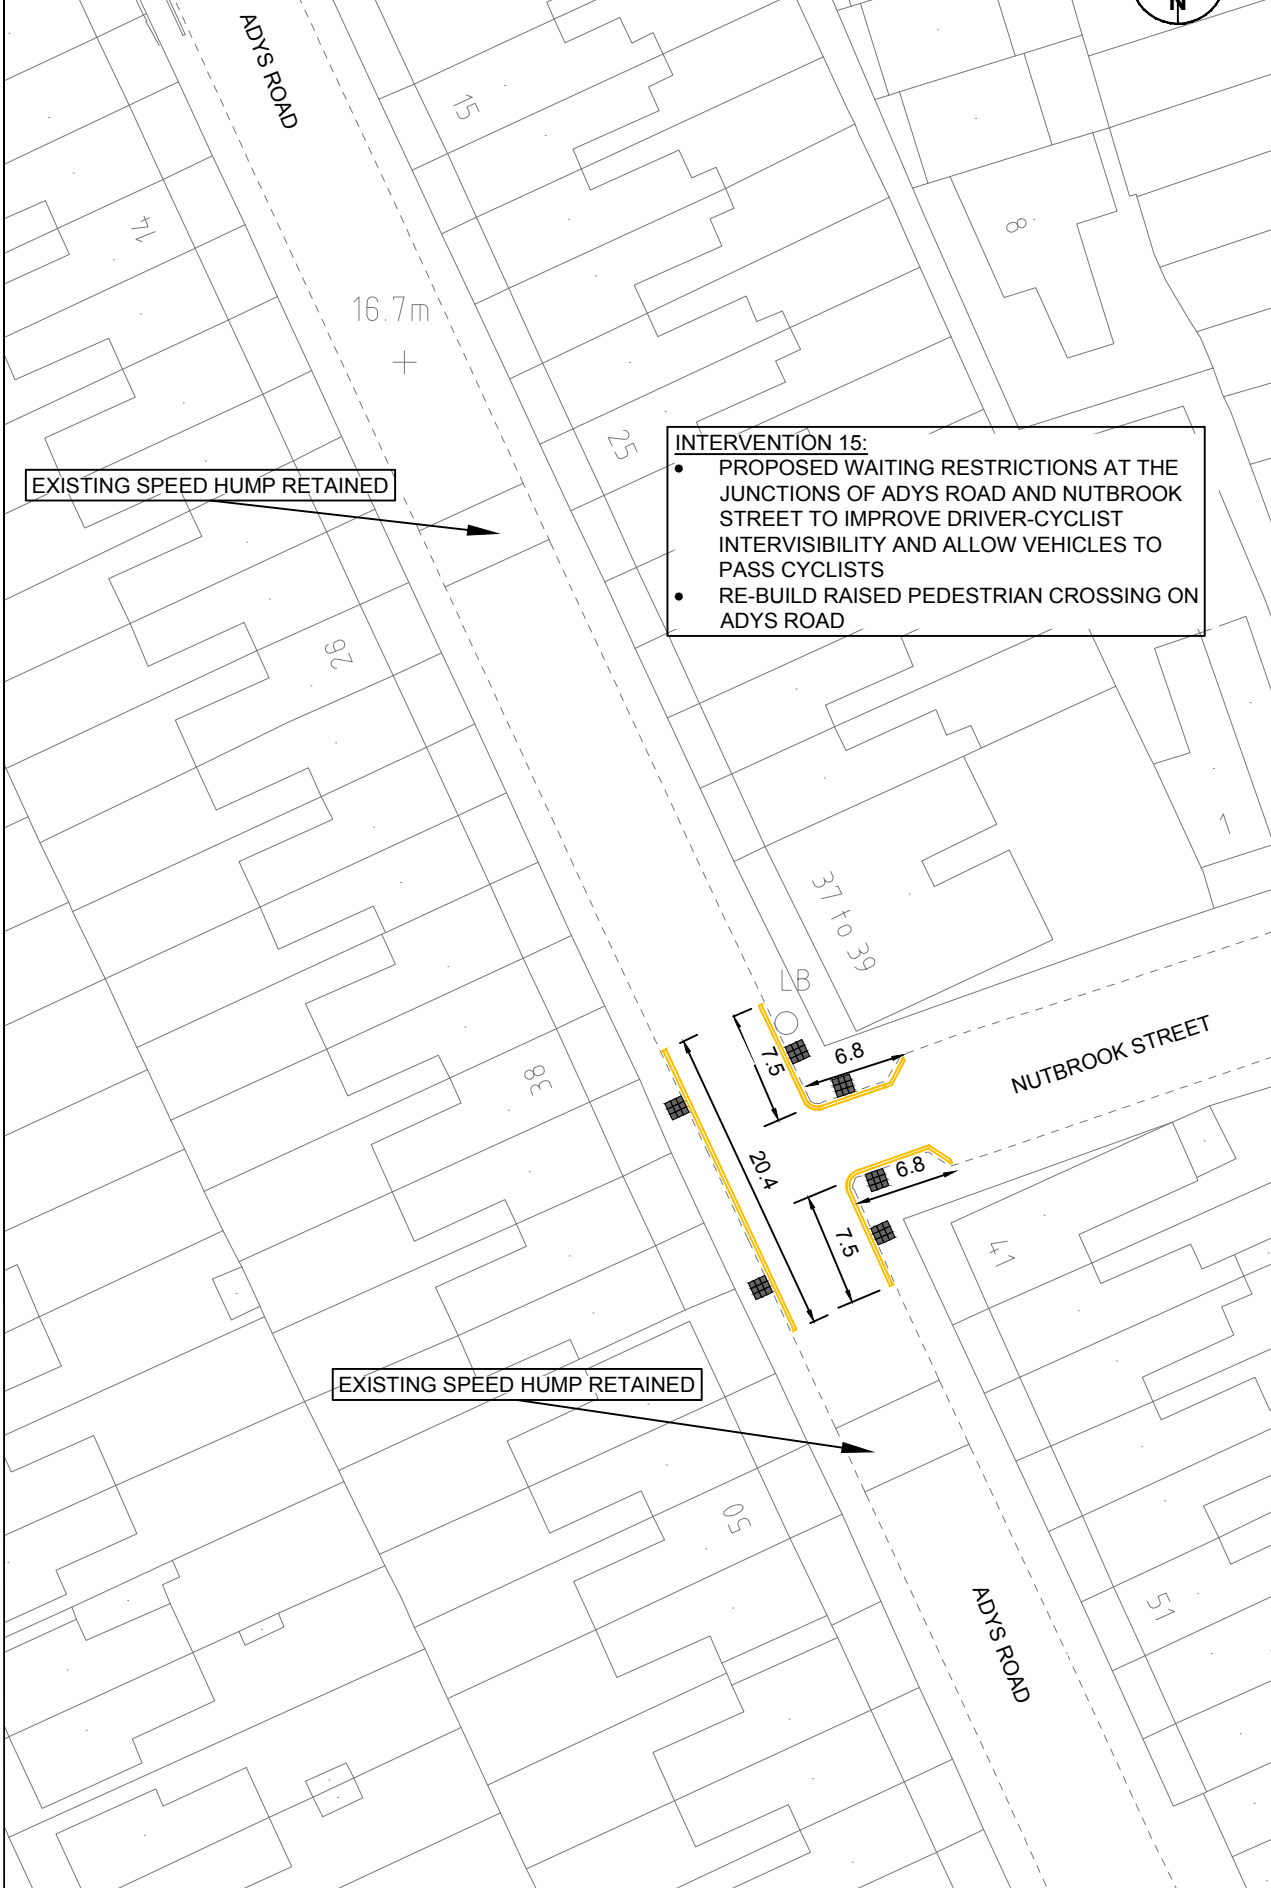 N
ADYS ROAD
15
14
8
16.7m
25
INTERVENTION 15:
• PROPOSED WAITING RESTRICTIONS AT THE
JUNCTIONS OF ADYS ROAD AND NUTBROOK
STREET TO IMPROVE DRIVER-CYCLIST
INTERVISIBILITY AND ALLOW VEHICLES TO
PASS CYCLISTS
• RE-BUILD RAISED PEDESTRIAN CROSSING ON
ADYS ROAD
EXISTING SPEED HUMP RETAINED
26
1
37 to 39
LB
7.5
6.8
NUTBROOK STREET
38
20.4
6.8
7.5
41
EXISTING SPEED HUMP RETAINED
50
ADYS ROAD
51